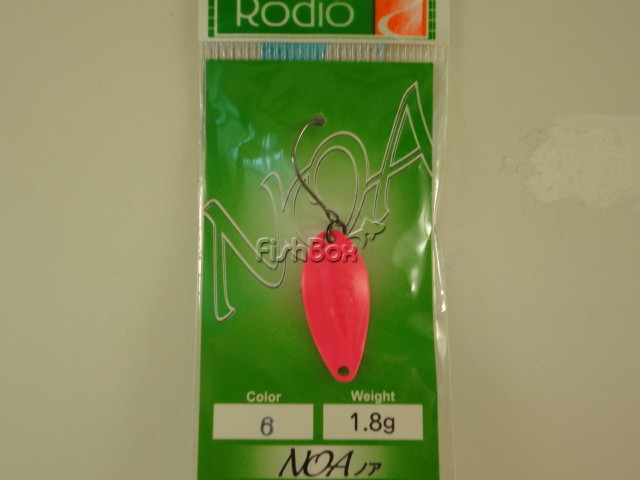 Rodio
NOA
FishBox
Color
Weight
6
1.8g
NOAノア